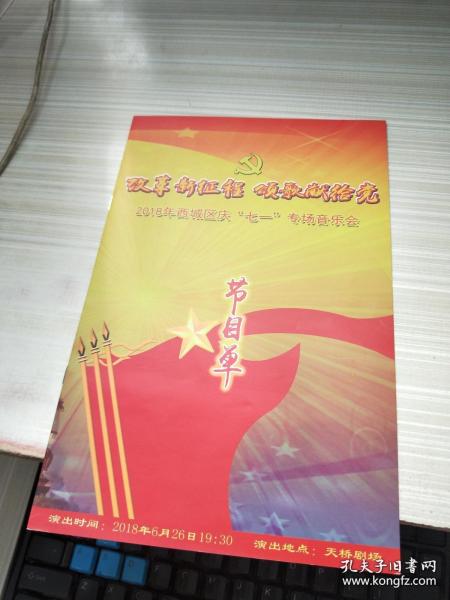 改革新征程 颂歌献给党
2018年西城区庆“七一”专场音乐会
节目单
演出时间：2018年6月26日19:30
演出地点：天桥剧场
孔夫子旧书网
www.kongfz.com